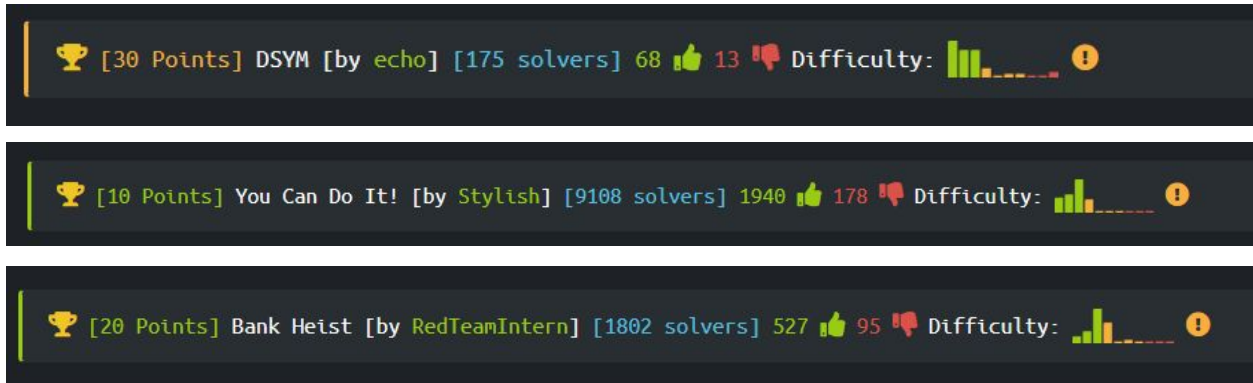 [30 Points] DSYM [by echo] [175 solvers] 68 13 Difficulty:
[10 Points] You Can Do It! [by Stylish] [9108 solvers] 1940 178 Difficulty:
[20 Points] Bank Heist [by RedTeamIntern] [1802 solvers] 527 95 Difficulty: